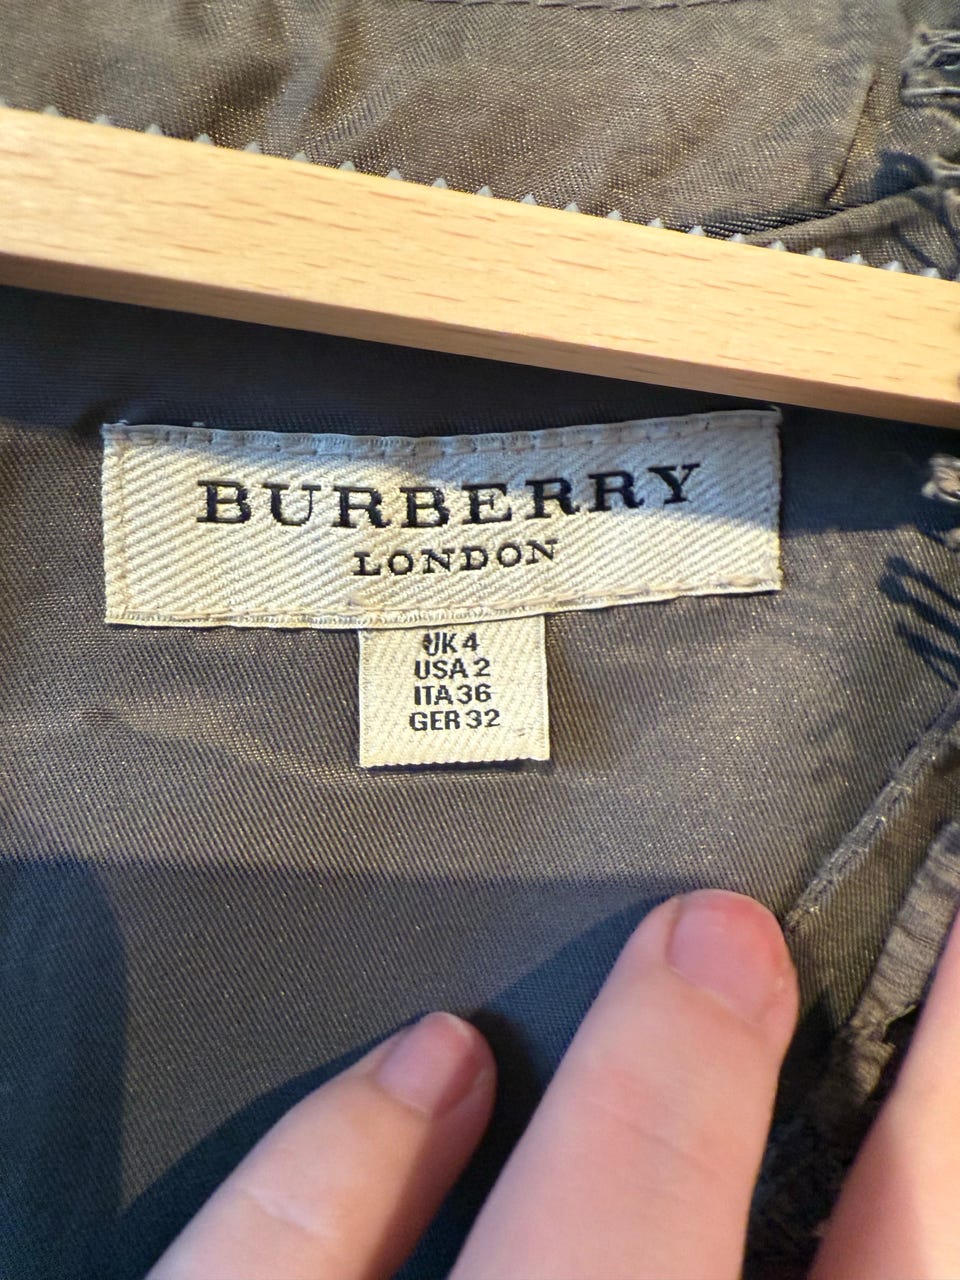 BURBERRY
LONDON
UK 4
USA 2
ITA 36
GER 32